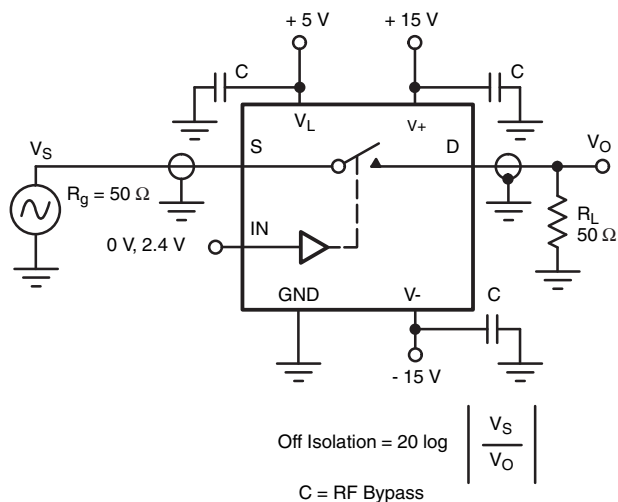 + 5 V
+ 15 V
C
C
V_L
V+
V_S
S
D
V_O
R_g = 50 Ω
R_L
50 Ω
IN
0 V, 2.4 V
GND
V-
C
- 15 V
Off Isolation = 20 log | V_S / V_O |
C = RF Bypass